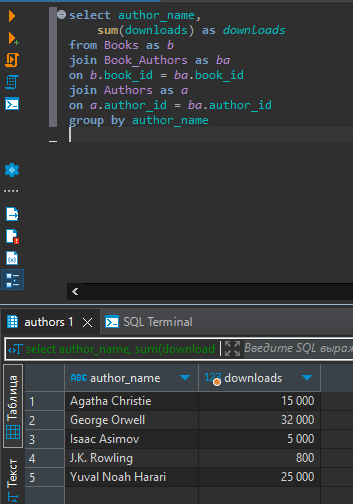 select author_name,
sum(downloads) as downloads
from Books as b
join Book_Authors as ba
on b.book_id = ba.book_id
join Authors as a
on a.author_id = ba.author_id
group by author_name
authors 1
SQL Terminal
select author_name, sum(download
Введите SQL выраж
Таблица
Текст
ABC author_name
123 downloads
1 Agatha Christie 15 000
2 George Orwell 32 000
3 Isaac Asimov 5 000
4 J.K. Rowling 800
5 Yuval Noah Harari 25 000